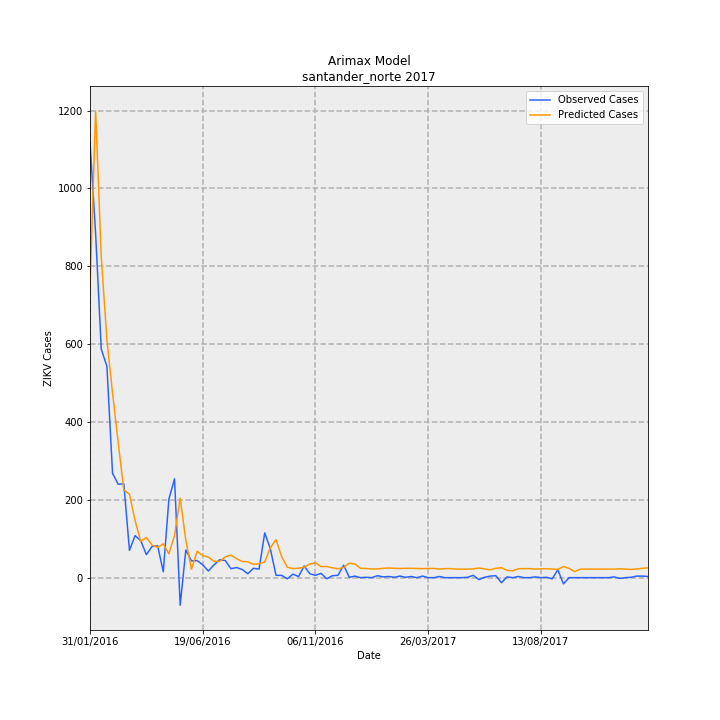 Arimax Model
santander_norte 2017
Observed Cases
Predicted Cases
ZIKV Cases
1200
1000
800
600
400
200
0
31/01/2016
19/06/2016
06/11/2016
26/03/2017
13/08/2017
Date